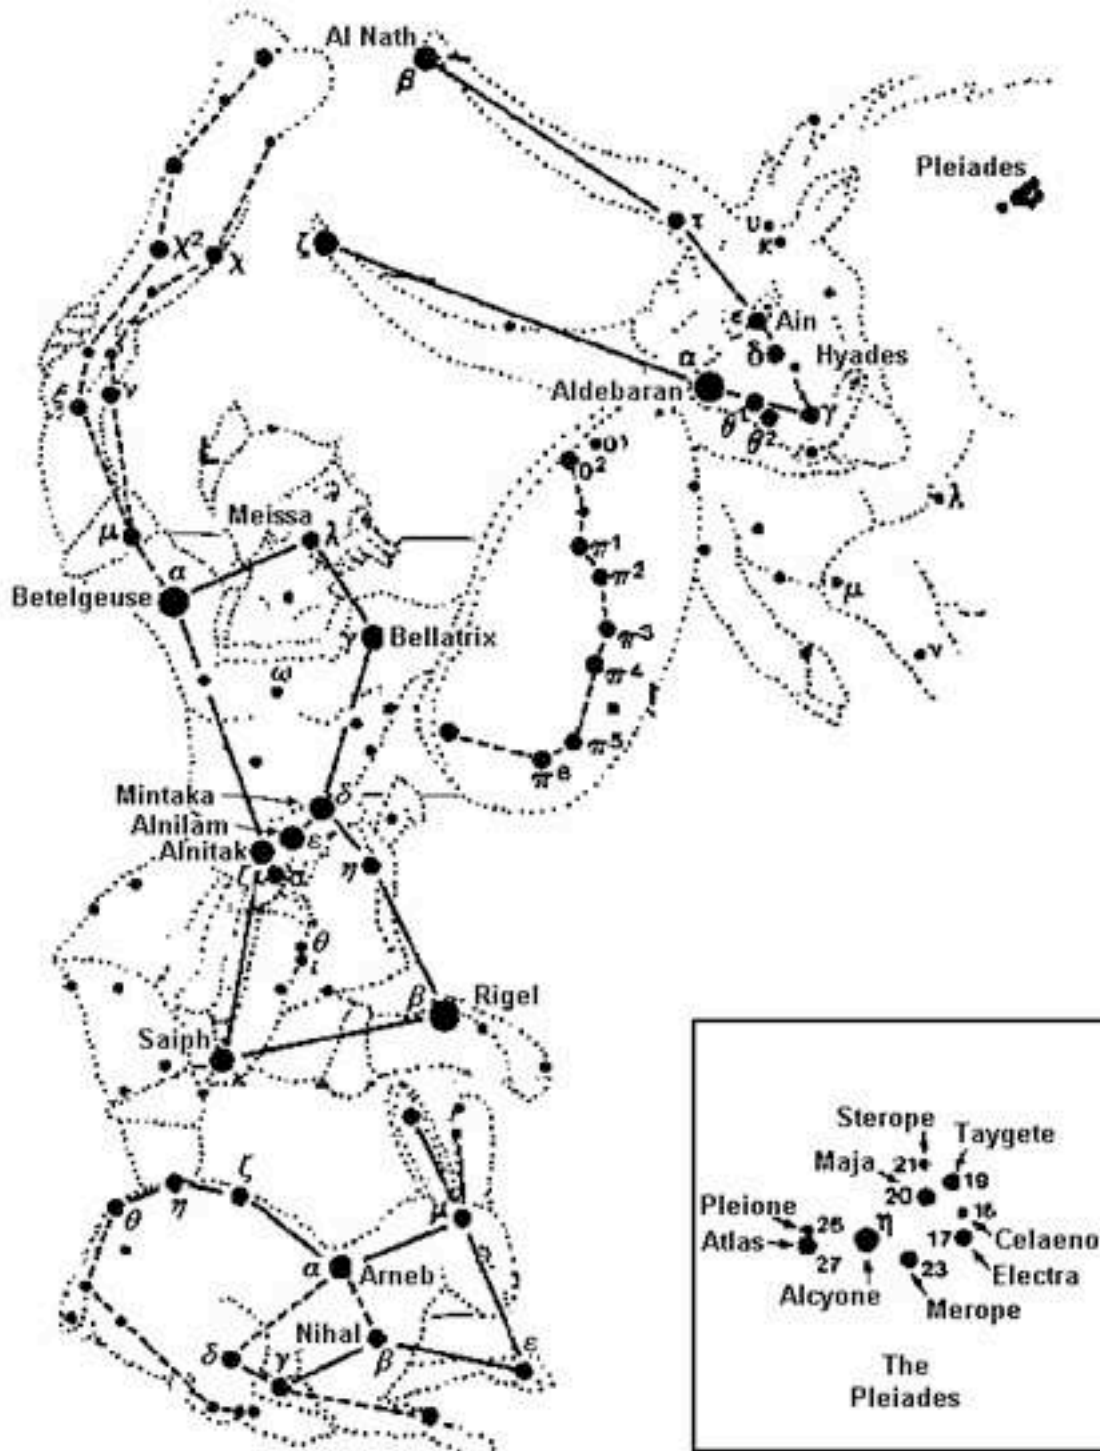 Al Nath
β
Pleiades
τ
υ
κ
ζ
χ²
χ
ε
Ain
δ
Hyades
α
Aldebaran
θ¹
θ²
γ
ξ
ν
ο¹
ο²
Meissa
λ
λ
μ
π¹
α
π²
μ
Betelgeuse
γ
Bellatrix
π³
ν
π⁴
ω
π⁵
π⁶
Mintaka
δ
Alnilam
ε
Alnitak
ζ
σ
η
θ
ι
β
Rigel
Saiph
κ
Sterope
Taygete
Maja
21
19
20
ζ
η
θ
μ
Pleione
26
η
16
Atlas
27
17
Celaeno
23
Electra
α
Arneb
Alcyone
Merope
Nihal
δ
γ
β
ε
The
Pleiades